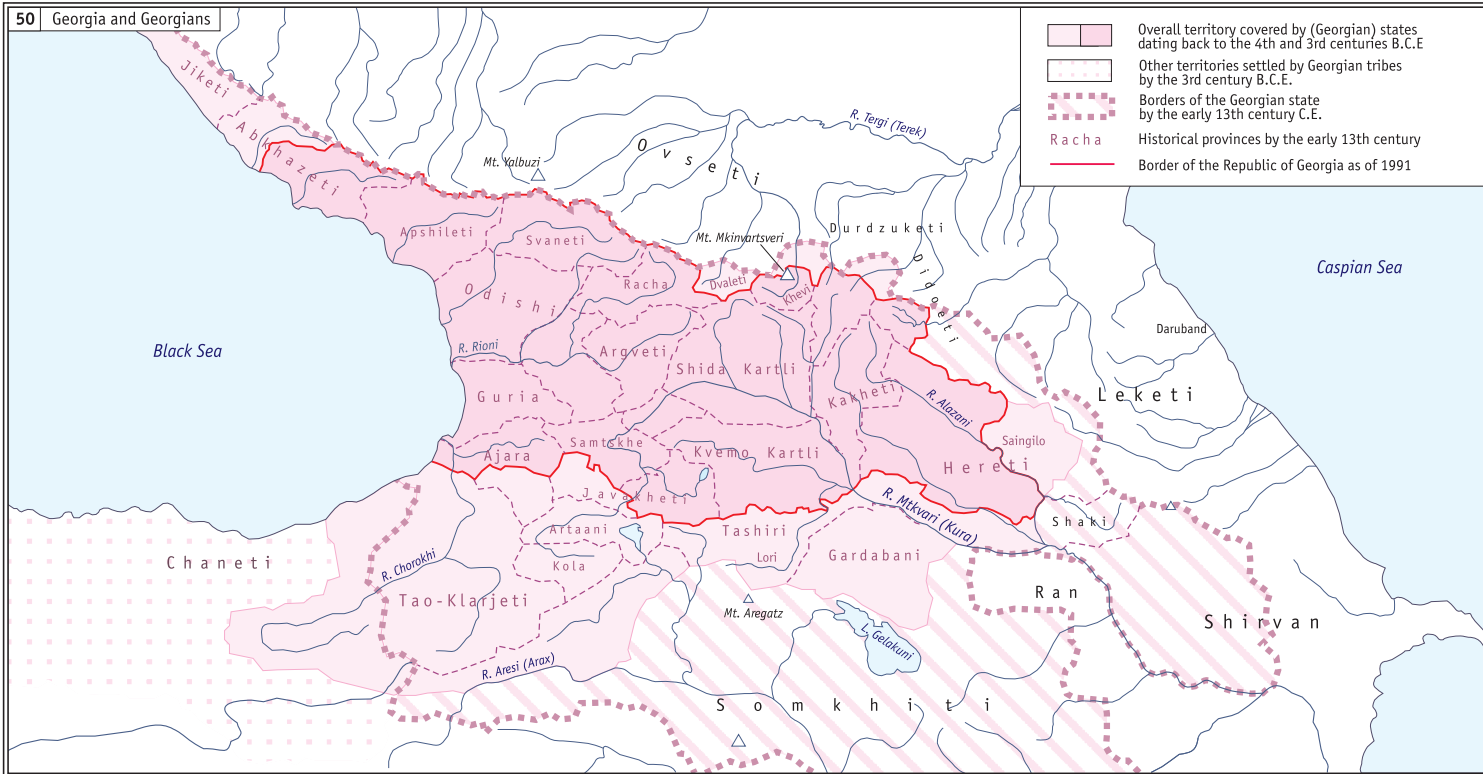 50 Georgia and Georgians
Overall territory covered by (Georgian) states
dating back to the 4th and 3rd centuries B.C.E
Other territories settled by Georgian tribes
by the 3rd century B.C.E.
Borders of the Georgian state
by the early 13th century C.E.
Racha
Historical provinces by the early 13th century
Border of the Republic of Georgia as of 1991
Jiketi
Abkhazeti
Mt. Yalbuzi
Ovseti
R. Tergi (Terek)
Apshileti
Svaneti
Mt. Mkinvartsveri
Durdzuketi
Didoeti
Caspian Sea
Odishi
Racha
Dvaleti
Khevi
Daruband
Black Sea
R. Rioni
Argveti
Shida Kartli
Guria
Kakheti
R. Alazani
Leketi
Ajara
Samtskhe
Kvemo Kartli
Saingilo
Hereti
Javakheti
R. Mtkvari (Kura)
Shaki
Artaani
Tashiri
Lori
Gardabani
Chaneti
R. Chorokhi
Kola
Tao-Klarjeti
Mt. Aregatz
Ran
Shirvan
L. Gelakuni
R. Aresi (Arax)
Somkhiti